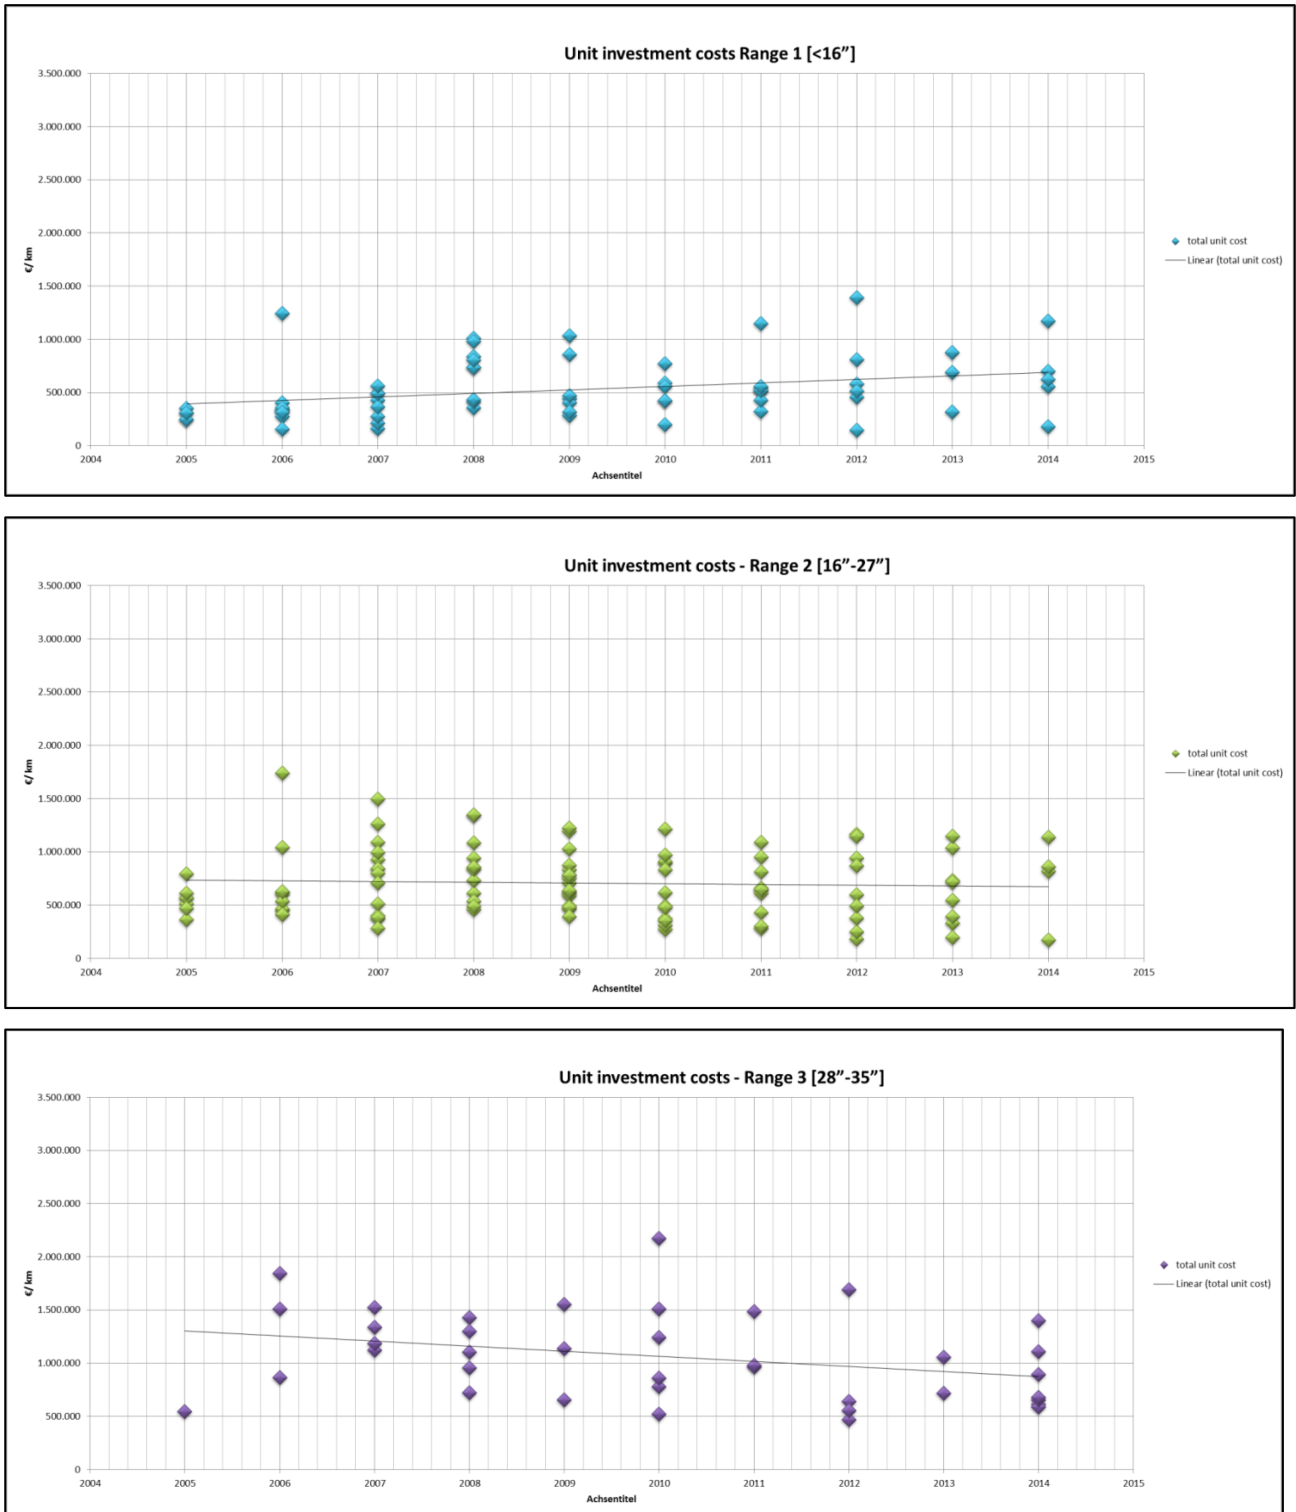 Unit investment costs Range 1 [<16”]
3.500.000
3.000.000
2.500.000
2.000.000
1.500.000
1.000.000
500.000
0
€/ km
2004 2005 2006 2007 2008 2009 2010 2011 2012 2013 2014 2015
Achsentitel
total unit cost
Linear (total unit cost)
Unit investment costs - Range 2 [16”-27”]
3.500.000
3.000.000
2.500.000
2.000.000
1.500.000
1.000.000
500.000
0
€/ km
2004 2005 2006 2007 2008 2009 2010 2011 2012 2013 2014 2015
Achsentitel
total unit cost
Linear (total unit cost)
Unit investment costs - Range 3 [28”-35”]
3.500.000
3.000.000
2.500.000
2.000.000
1.500.000
1.000.000
500.000
0
€/ km
2004 2005 2006 2007 2008 2009 2010 2011 2012 2013 2014 2015
Achsentitel
total unit cost
Linear (total unit cost)